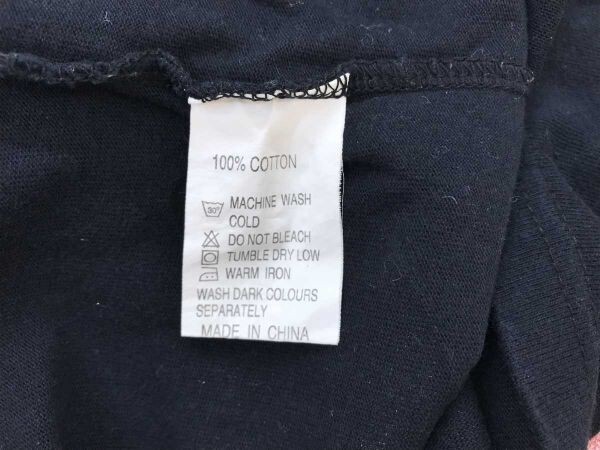 100% COTTON
30° MACHINE WASH
COLD
DO NOT BLEACH
TUMBLE DRY LOW
WARM IRON
WASH DARK COLOURS
SEPARATELY
MADE IN CHINA